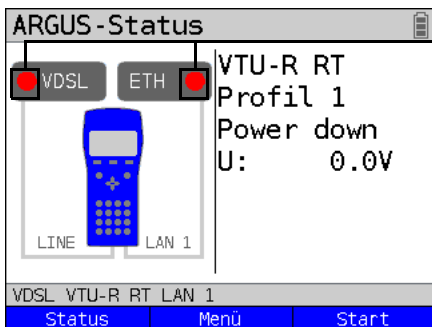 ARGUS-Status
VDSL ETH
VTU-R RT
Profil 1
Power down
U: 0.0V
LINE LAN 1
VDSL VTU-R RT LAN 1
Status Menü Start